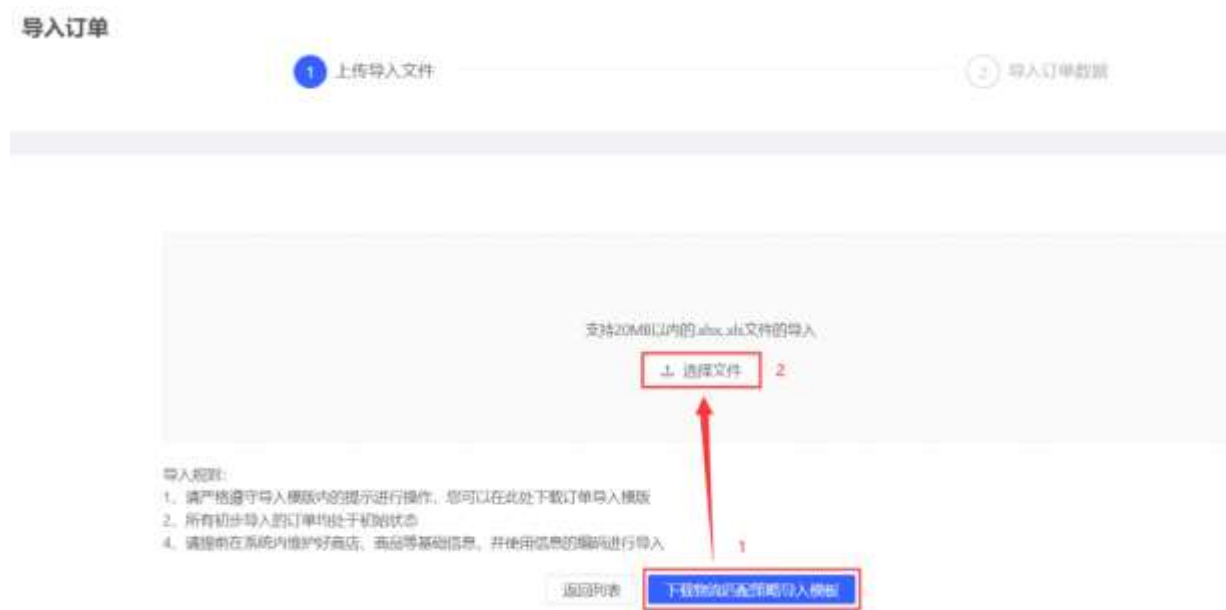 导入订单
1 上传导入文件
2 导入订单数据
支持20MB以内的.xlsx,.xls文件的导入
选择文件 2
导入规则:
1、请严格遵守导入模版内的提示进行操作，您可以在此处下载订单导入模版
2、所有初步导入的订单均处于初始状态
4、请提前在系统内维护好商店、商品等基础信息，并使用信息的编码进行导入
1
返回列表 下载物流匹配策略导入模板